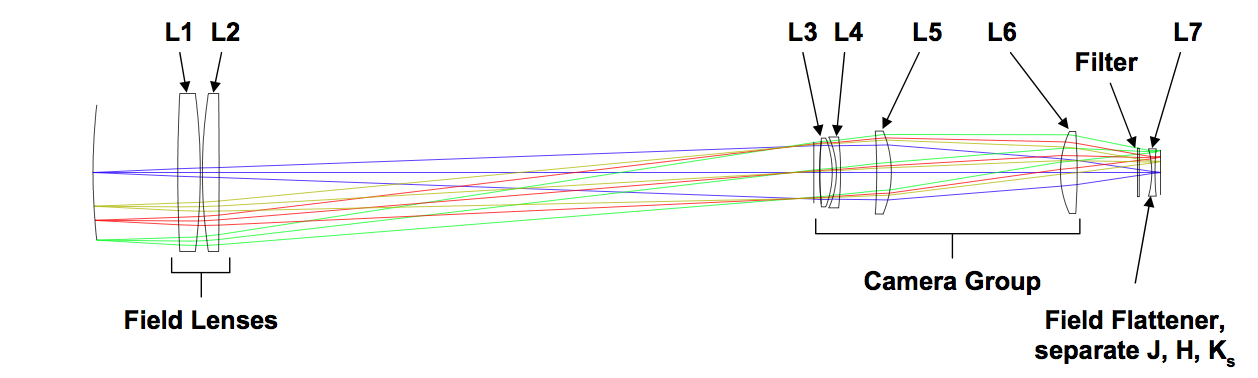 L1 L2 L3 L4 L5 L6 L7
Filter
Camera Group
Field Lenses
Field Flattener,
separate J, H, Ks